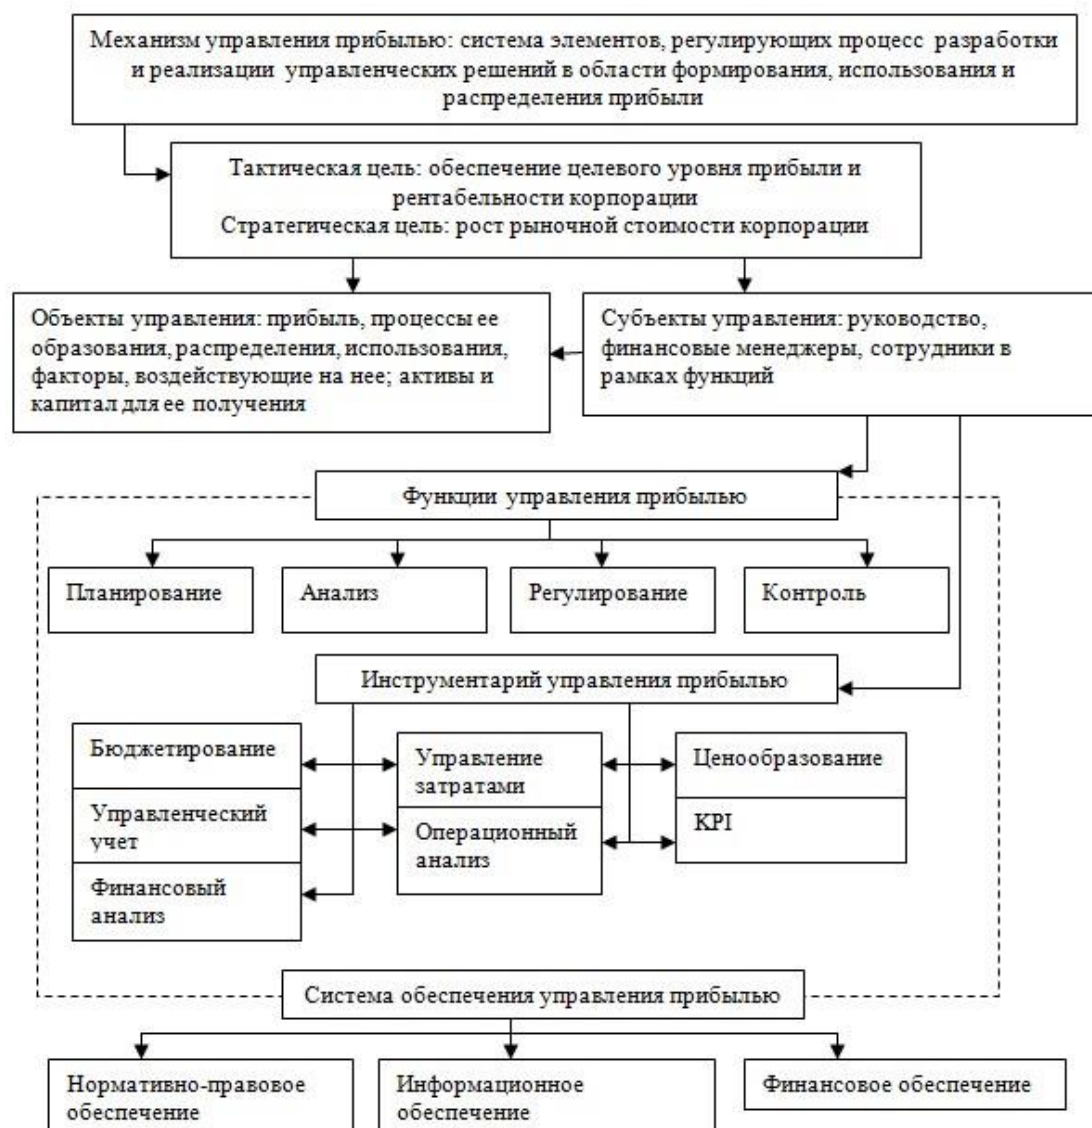 Механизм управления прибылью: система элементов, регулирующих процесс разработки
и реализации управленческих решений в области формирования, использования и
распределения прибыли
Тактическая цель: обеспечение целевого уровня прибыли и
рентабельности корпорации
Стратегическая цель: рост рыночной стоимости корпорации
Объекты управления: прибыль, процессы ее
образования, распределения, использования,
факторы, воздействующие на нее; активы и
капитал для ее получения
Субъекты управления: руководство,
финансовые менеджеры, сотрудники в
рамках функций
Функции управления прибылью
Планирование
Анализ
Регулирование
Контроль
Инструментарий управления прибылью
Бюджетирование
Управленческий
учет
Финансовый
анализ
Управление
затратами
Операционный
анализ
Ценообразование
KPI
Система обеспечения управления прибылью
Нормативно-правовое
обеспечение
Информационное
обеспечение
Финансовое обеспечение